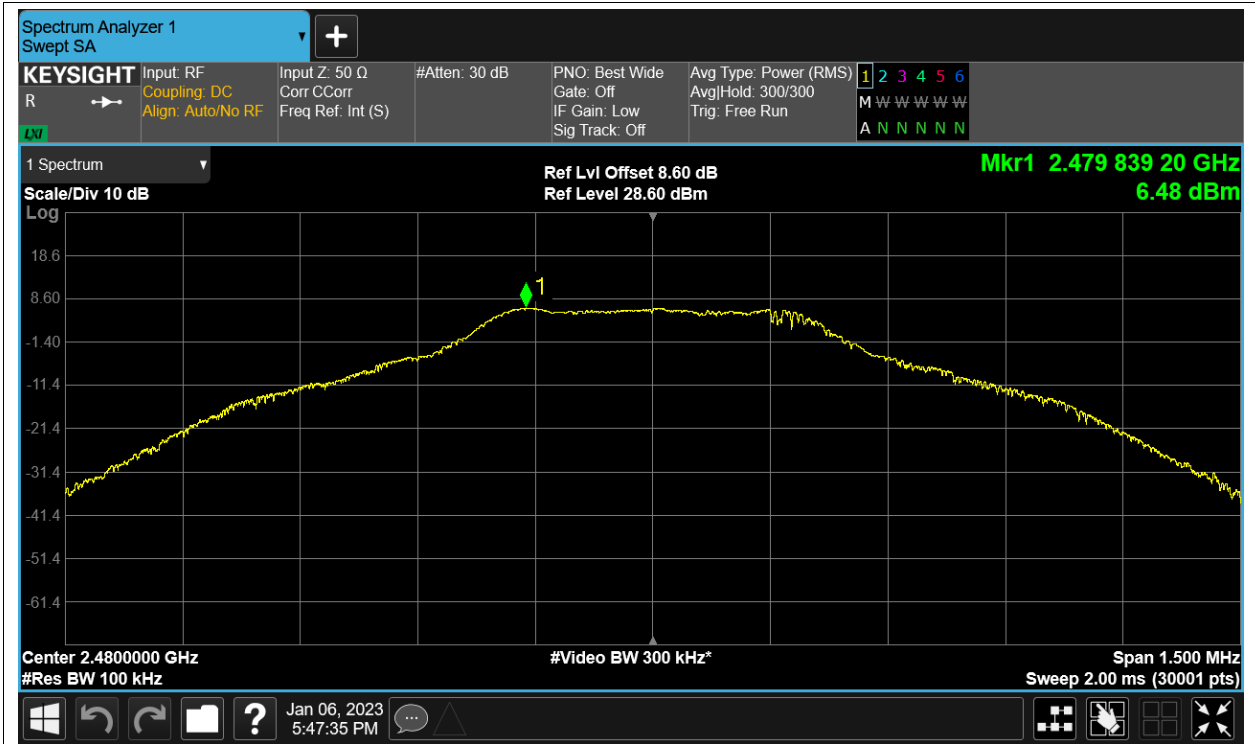 Spectrum Analyzer 1
Swept SA
KEYSIGHT
R
LXI
Input: RF
Coupling: DC
Align: Auto/No RF
Input Z: 50 Ω
Corr CCorr
Freq Ref: Int (S)
#Atten: 30 dB
PNO: Best Wide
Gate: Off
IF Gain: Low
Sig Track: Off
Avg Type: Power (RMS)
Avg|Hold: 300/300
Trig: Free Run
1 2 3 4 5 6
M W W W W W
A N N N N N
1 Spectrum
Scale/Div 10 dB
Log
Ref Lvl Offset 8.60 dB
Ref Level 28.60 dBm
Mkr1 2.479 839 20 GHz
6.48 dBm
18.6
1
8.60
-1.40
-11.4
-21.4
-31.4
-41.4
-51.4
-61.4
Center 2.4800000 GHz
#Video BW 300 kHz*
Span 1.500 MHz
#Res BW 100 kHz
Sweep 2.00 ms (30001 pts)
?
Jan 06, 2023
5:47:35 PM